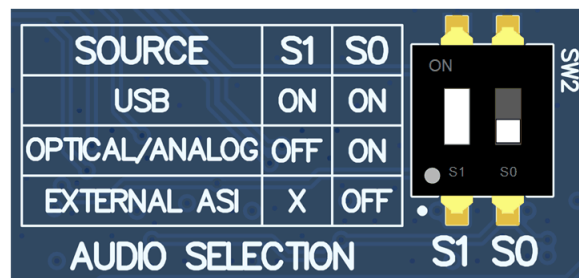 SOURCE S1 S0
USB ON ON
OPTICAL/ANALOG OFF ON
EXTERNAL ASI X OFF
AUDIO SELECTION
ON
S1 S0
SW2
S1 S0